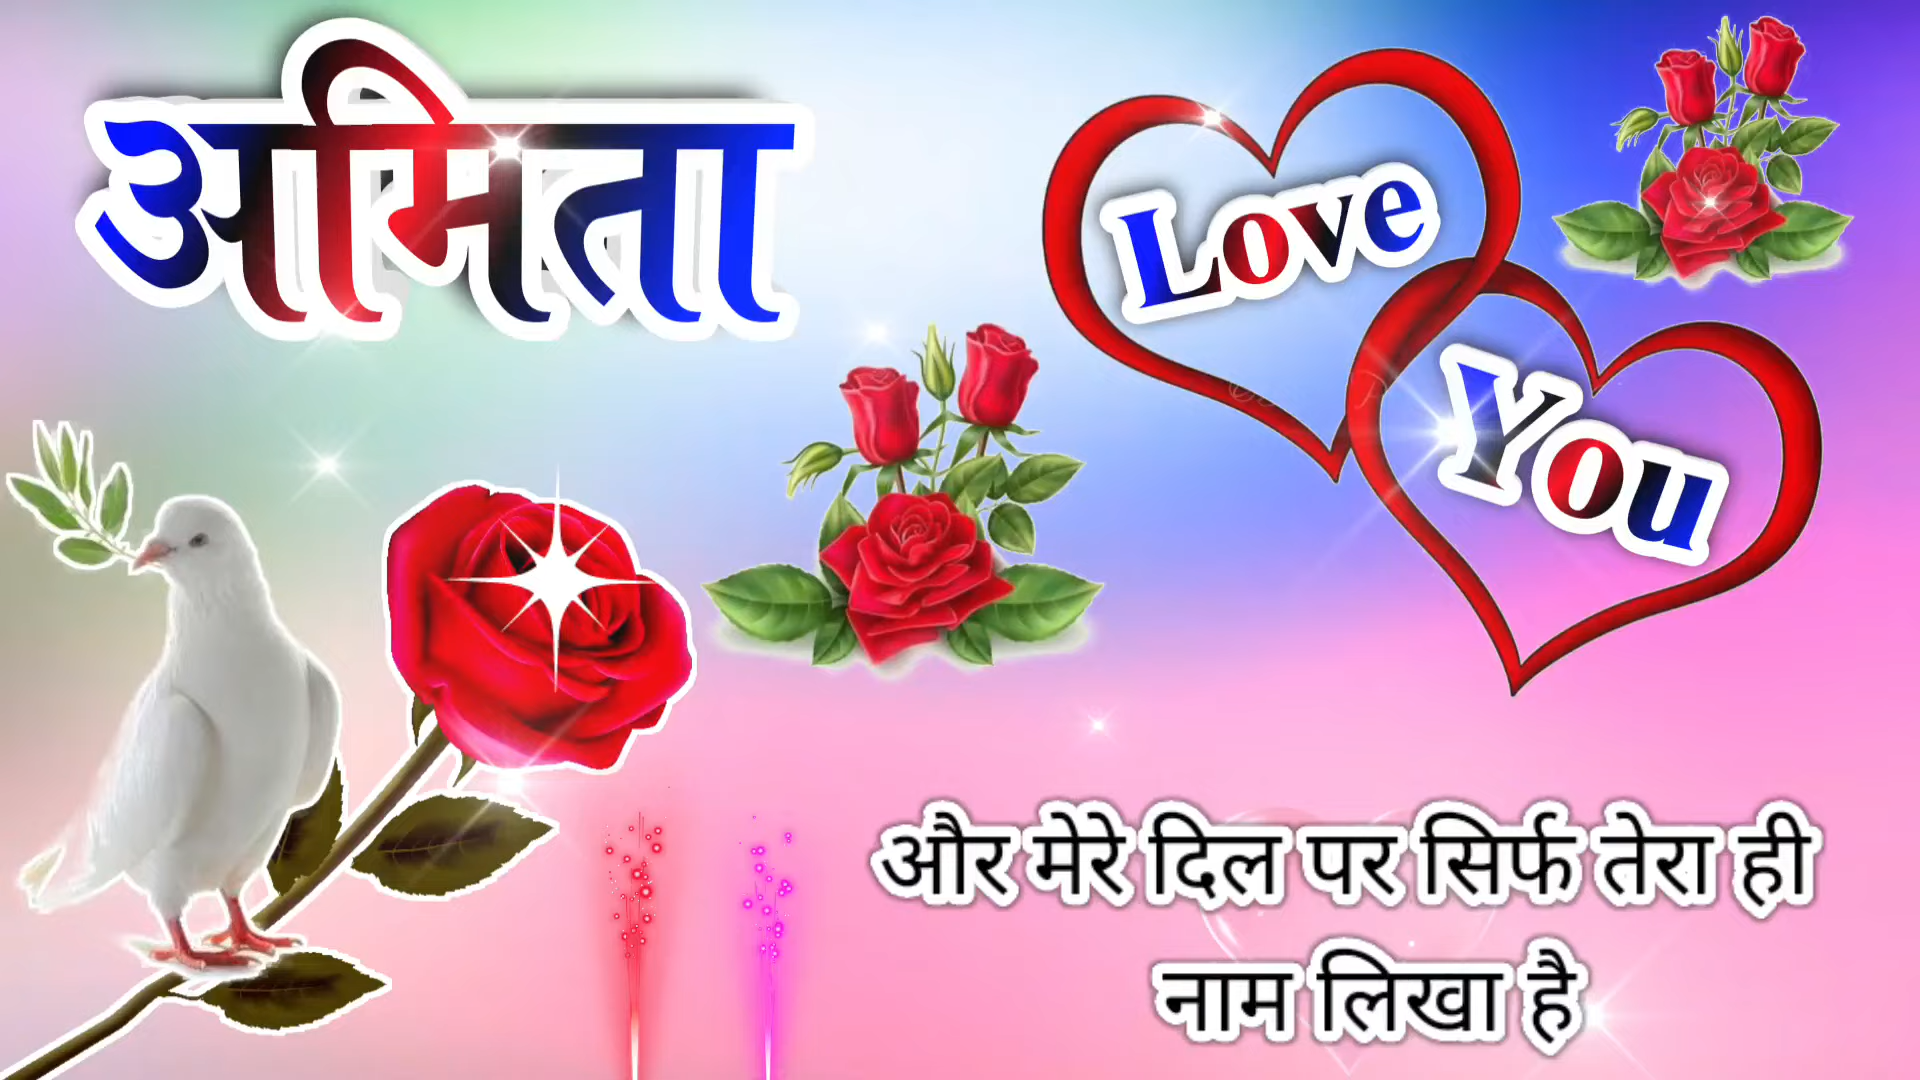 अमिता
Love
You
और मेरे दिल पर सिर्फ तेरा ही
नाम लिखा है